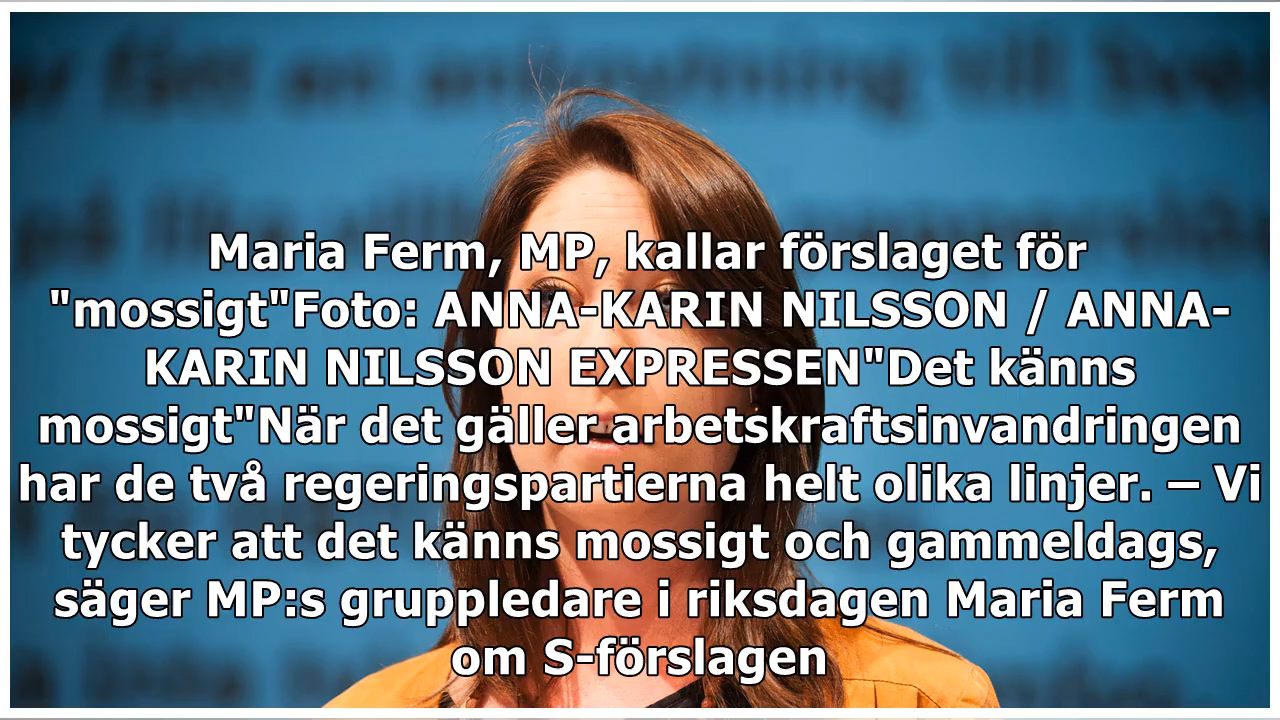 Maria Ferm, MP, kallar förslaget för
"mossigt"Foto: ANNA-KARIN NILSSON / ANNA-
KARIN NILSSON EXPRESSEN"Det känns
mossigt"När det gäller arbetskraftsinvandringen
har de två regeringspartierna helt olika linjer. – Vi
tycker att det känns mossigt och gammeldags,
säger MP:s gruppledare i riksdagen Maria Ferm
om S-förslagen